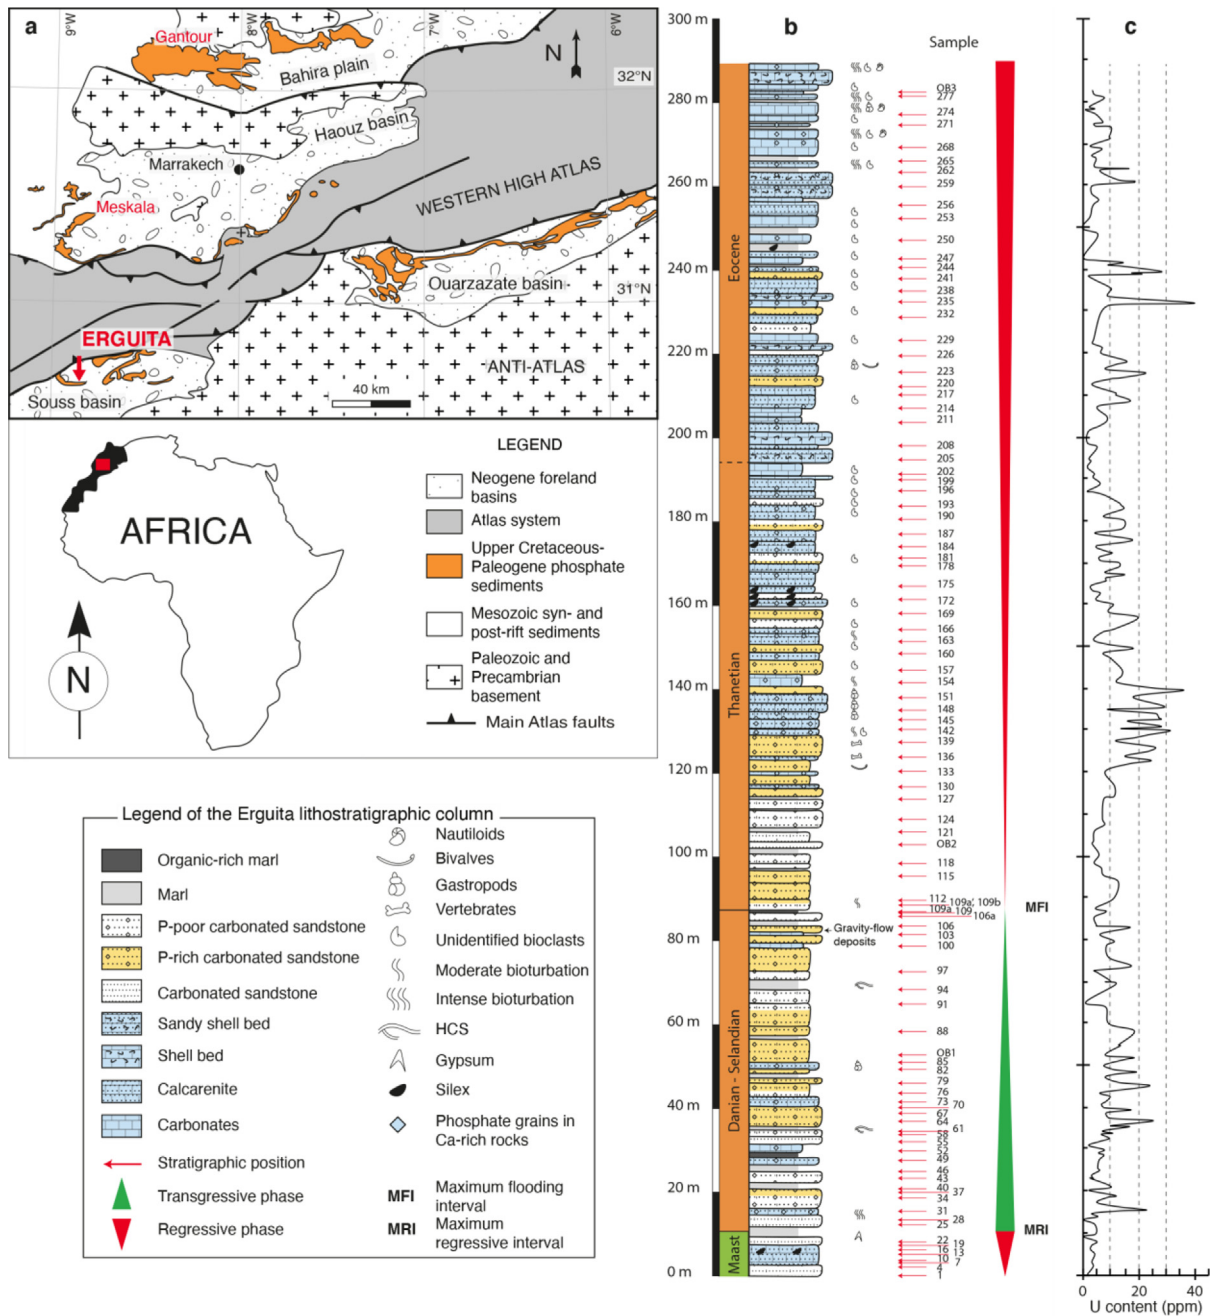 a
9°W
8°W
7°W
6°W
Gantour
Bahira plain
N
32°N
Haouz basin
Marrakech
WESTERN HIGH ATLAS
Meskala
Ouarzazate basin
31°N
ERGUITA
ANTI-ATLAS
40 km
Souss basin
AFRICA
N
LEGEND
Neogene foreland
basins
Atlas system
Upper Cretaceous-
Paleogene phosphate
sediments
Mesozoic syn- and
post-rift sediments
Paleozoic and
Precambrian
basement
Main Atlas faults
Legend of the Erguita lithostratigraphic column
Organic-rich marl
Marl
P-poor carbonated sandstone
P-rich carbonated sandstone
Carbonated sandstone
Sandy shell bed
Shell bed
Calcarenite
Carbonates
Stratigraphic position
Transgressive phase
Regressive phase
Nautiloids
Bivalves
Gastropods
Vertebrates
Unidentified bioclasts
Moderate bioturbation
Intense bioturbation
HCS
Gypsum
Silex
Phosphate grains in
Ca-rich rocks
MFI Maximum flooding
interval
MRI Maximum
regressive interval
b
300 m
280 m
260 m
240 m
220 m
200 m
180 m
160 m
140 m
120 m
100 m
80 m
60 m
40 m
20 m
0 m
Eocene
Thanetian
Danian - Selandian
Maast
Gravity-flow
deposits
Sample
OB3
277
274
271
268
265
262
259
256
253
250
247
244
241
238
235
232
229
226
223
220
217
214
211
208
205
202
199
196
193
190
187
184
181
178
175
172
169
166
163
160
157
154
151
148
145
142
139
136
133
130
127
124
121
OB2
118
115
112 109a' 109b
109a 109
106a
106
103
100
97
94
91
88
OB1
85
82
79
76
73 70
67
64 61
58
55
52
49
46
43
40
37
34
31
28
25
22
19
16
13
10
7
4
1
MFI
MRI
c
0
20
40
U content (ppm)